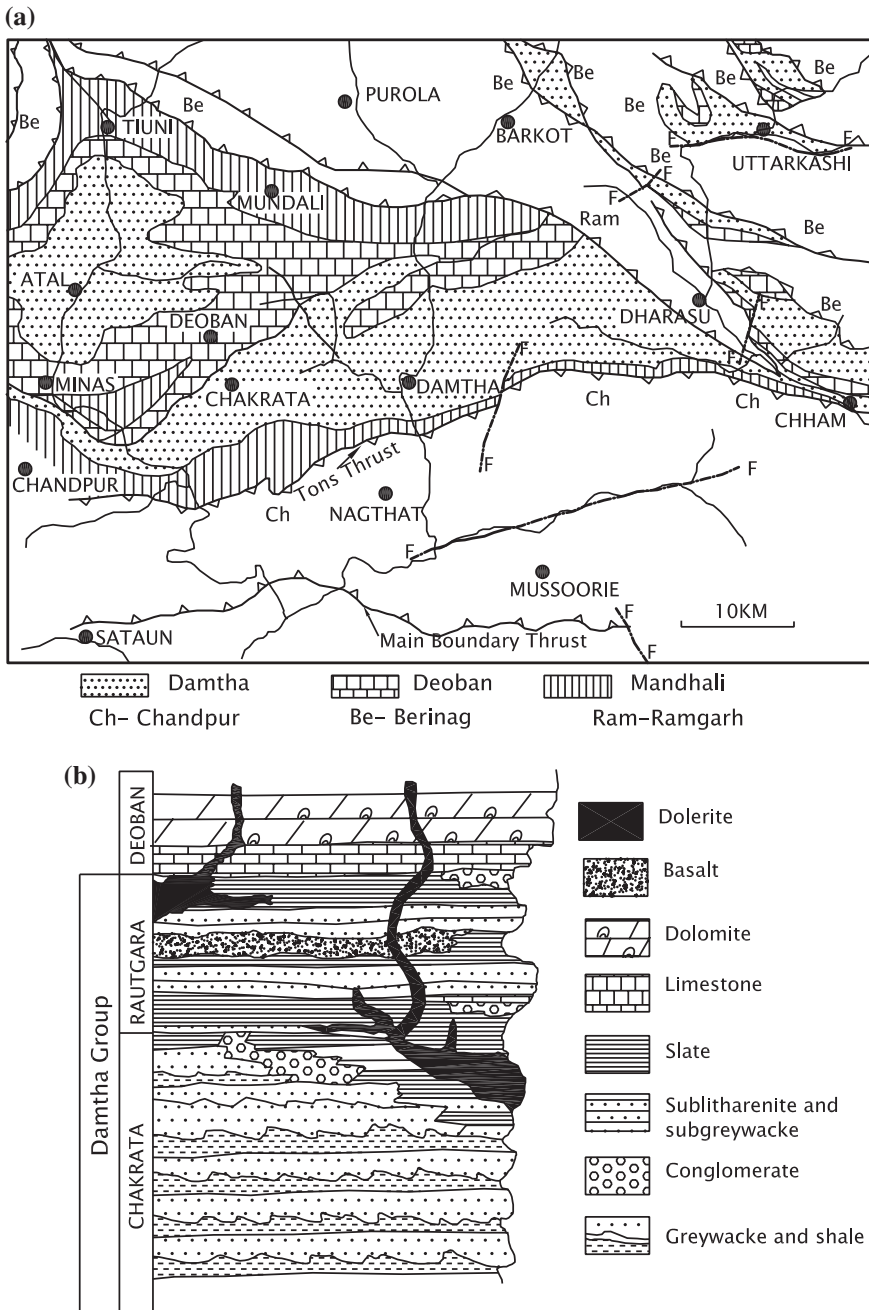 (a)
Be
Be
Be
Be
Be
PUROLA
Be
Be
TIUNI
BARKOT
F
F
UTTARKASHI
Be
F
MUNDALI
F
Ram
Be
Be
ATAL
DHARASU
Be
DEOBAN
F
F
MINAS
CHAKRATA
DAMTHA
Ch
Ch
CHHAM
Tons Thrust
CHANDPUR
F
F
Ch
NAGTHAT
F
MUSSOORIE
F
10KM
SATAUN
Main Boundary Thrust
F
Damtha
Deoban
Mandhali
Ch- Chandpur
Be- Berinag
Ram-Ramgarh
(b)
DEOBAN
RAUTGARA
CHAKRATA
Damtha Group
Dolerite
Basalt
Dolomite
Limestone
Slate
Sublitharenite and
subgreywacke
Conglomerate
Greywacke and shale